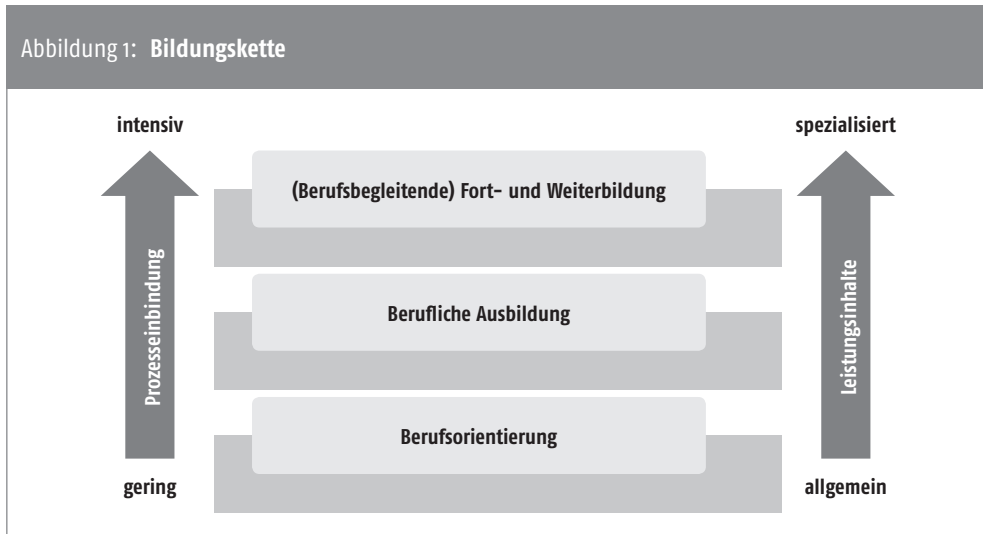 Abbildung 1: Bildungskette
intensiv
spezialisiert
(Berufsbegleitende) Fort- und Weiterbildung
Prozesseinbindung
Berufliche Ausbildung
Leistungsinhalte
Berufsorientierung
gering
allgemein